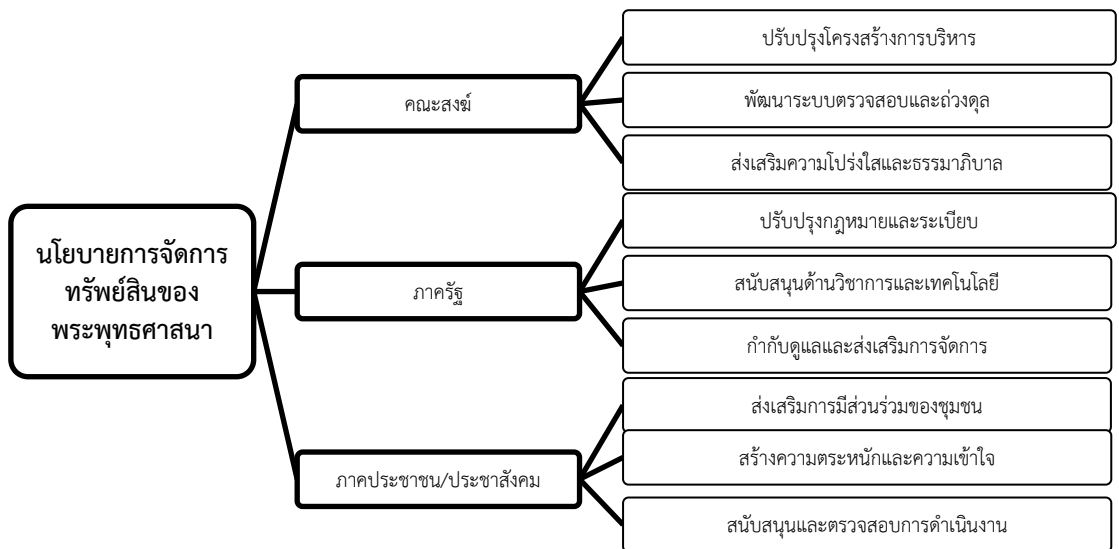 นโยบายการจัดการ
ทรัพย์สินของ
พระพุทธศาสนา
คณะสงฆ์
ปรับปรุงโครงสร้างการบริหาร
พัฒนาระบบตรวจสอบและถ่วงดุล
ส่งเสริมความโปร่งใสและธรรมาภิบาล
ภาครัฐ
ปรับปรุงกฎหมายและระเบียบ
สนับสนุนด้านวิชาการและเทคโนโลยี
กำกับดูแลและส่งเสริมการจัดการ
ภาคประชาชน/ประชาสังคม
ส่งเสริมการมีส่วนร่วมของชุมชน
สร้างความตระหนักและความเข้าใจ
สนับสนุนและตรวจสอบการดำเนินงาน